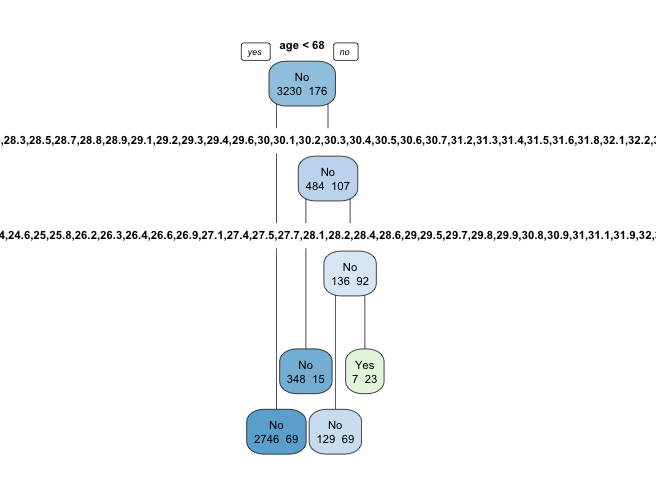 yes age < 68 no
No
3230 176
,28.3,28.5,28.7,28.8,28.9,29.1,29.2,29.3,29.4,29.6,30,30.1,30.2,30.3,30.4,30.5,30.6,30.7,31.2,31.3,31.4,31.5,31.6,31.8,32.1,32.2,
No
484 107
4,24.6,25,25.8,26.2,26.3,26.4,26.6,26.9,27.1,27.4,27.5,27.7,28.1,28.2,28.4,28.6,29,29.5,29.7,29.8,29.9,30.8,30.9,31,31.1,31.9,32,
No
136 92
No Yes
348 15 7 23
No No
2746 69 129 69